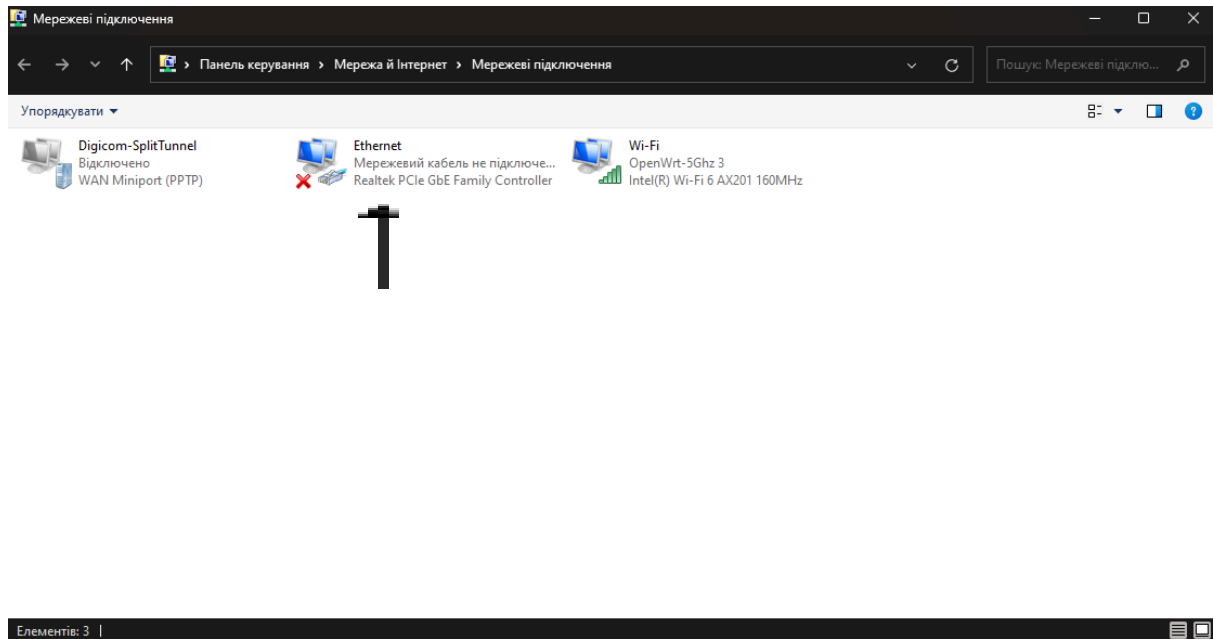 Мережеві підключення
Панель керування › Мережа й Інтернет › Мережеві підключення
Пошук: Мережеві підклю...
Упорядкувати
Digicom-SplitTunnel
Відключено
WAN Miniport (PPTP)
Ethernet
Мережевий кабель не підключе...
Realtek PCIe GbE Family Controller
Wi-Fi
OpenWrt-5Ghz 3
Intel(R) Wi-Fi 6 AX201 160MHz
Елементів: 3